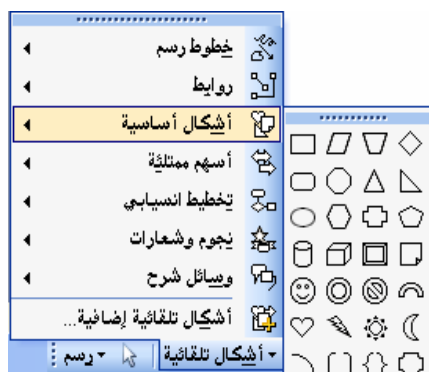 خطوط رسم
روابط
أشكال أساسية
أسهم ممتلئة
تخطيط انسيابي
نجوم وشعارات
وسائل شرح
أشكال تلقائية إضافية...
أشكال تلقائية رسم